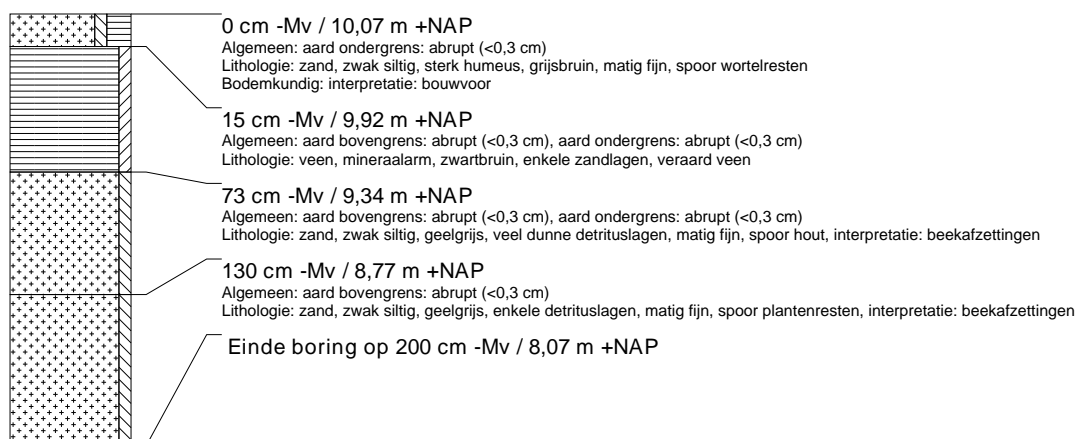 0 cm -Mv / 10,07 m +NAP
Algemeen: aard ondergrens: abrupt (<0,3 cm)
Lithologie: zand, zwak siltig, sterk humeus, grijsbruin, matig fijn, spoor wortelresten
Bodemkundig: interpretatie: bouwvoor
15 cm -Mv / 9,92 m +NAP
Algemeen: aard bovengrens: abrupt (<0,3 cm), aard ondergrens: abrupt (<0,3 cm)
Lithologie: veen, mineraalarm, zwartbruin, enkele zandlagen, veraard veen
73 cm -Mv / 9,34 m +NAP
Algemeen: aard bovengrens: abrupt (<0,3 cm), aard ondergrens: abrupt (<0,3 cm)
Lithologie: zand, zwak siltig, geelgrijs, veel dunne detrituslagen, matig fijn, spoor hout, interpretatie: beekafzettingen
130 cm -Mv / 8,77 m +NAP
Algemeen: aard bovengrens: abrupt (<0,3 cm)
Lithologie: zand, zwak siltig, geelgrijs, enkele detrituslagen, matig fijn, spoor plantenresten, interpretatie: beekafzettingen
Einde boring op 200 cm -Mv / 8,07 m +NAP